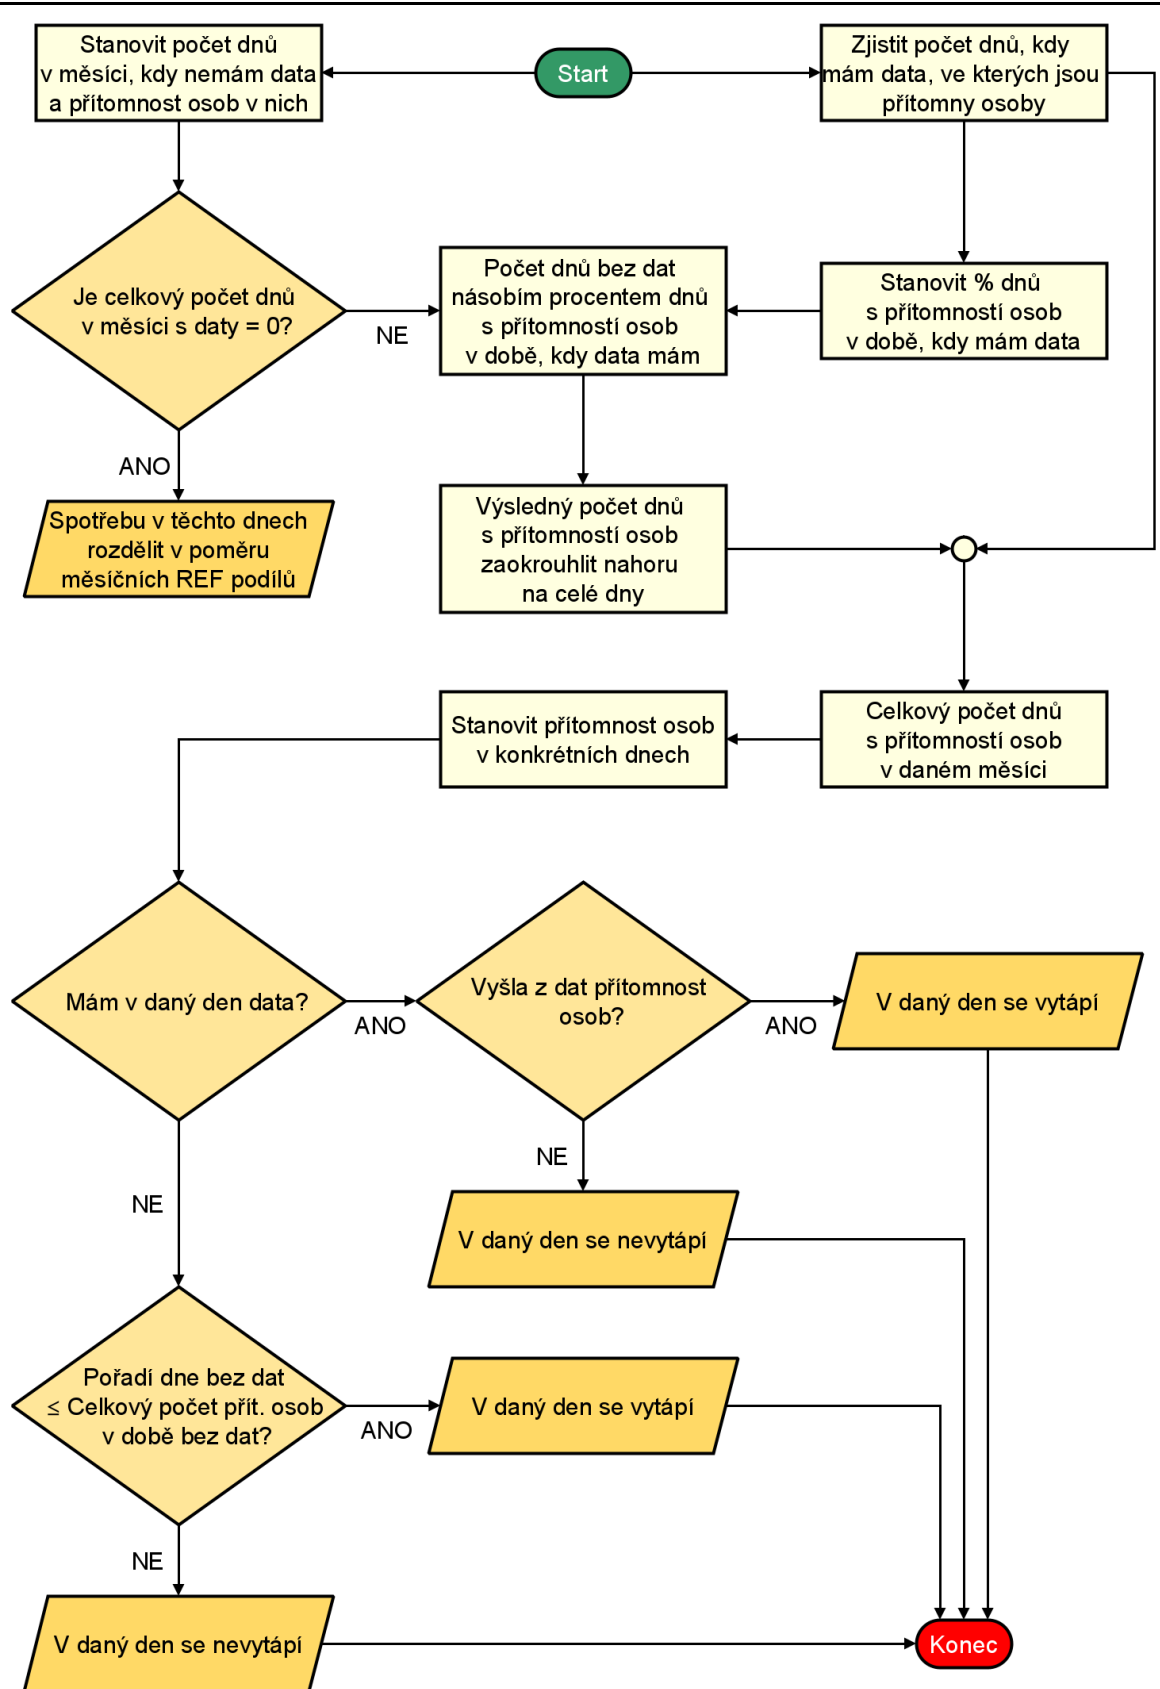 Stanovit počet dnů
v měsíci, kdy nemám data
a přítomnost osob v nich
Start
Zjistit počet dnů, kdy
mám data, ve kterých jsou
přítomny osoby
Je celkový počet dnů
v měsíci s daty = 0?
NE
Počet dnů bez dat
násobím procentem dnů
s přítomností osob
v době, kdy data mám
Stanovit % dnů
s přítomností osob
v době, kdy mám data
ANO
Spotřebu v těchto dnech
rozdělit v poměru
měsíčních REF podílů
Výsledný počet dnů
s přítomností osob
zaokrouhlit nahoru
na celé dny
Stanovit přítomnost osob
v konkrétních dnech
Celkový počet dnů
s přítomností osob
v daném měsíci
Mám v daný den data?
ANO
Vyšla z dat přítomnost
osob?
ANO
V daný den se vytápí
NE
NE
V daný den se nevytápí
Pořadí dne bez dat
≤ Celkový počet přít. osob
v době bez dat?
ANO
V daný den se vytápí
NE
V daný den se nevytápí
Konec